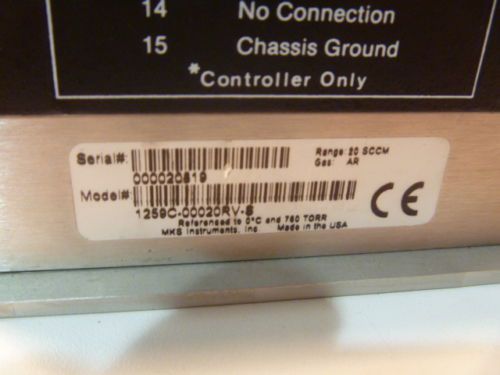 14 No Connection
15 Chassis Ground
*Controller Only
Serial#: Range: 20 SCCM
000020819 Gas: AR
Model#:
1259C-00020RV-S
Referenced to 0°C and 760 TORR
MKS Instruments, Inc Made in the USA
CE